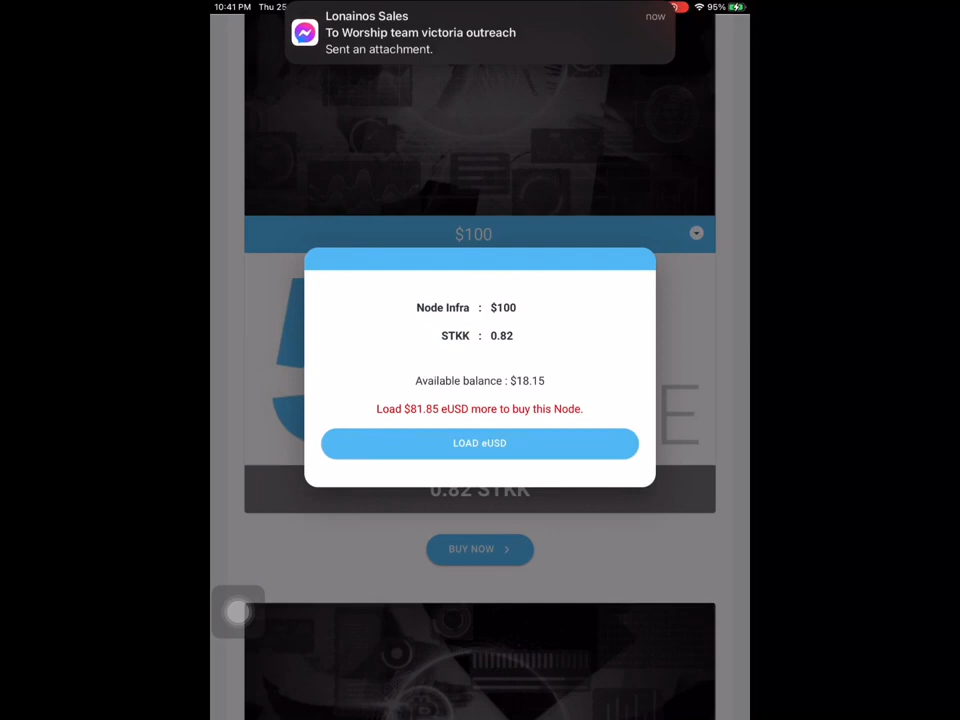 10:41 PM Thu 25
95%
Lonainos Sales
now
To Worship team victoria outreach
Sent an attachment.
$100
Node Infra : $100
STKK : 0.82
Available balance : $18.15
Load $81.85 eUSD more to buy this Node.
LOAD eUSD
E
0.82 STKK
BUY NOW